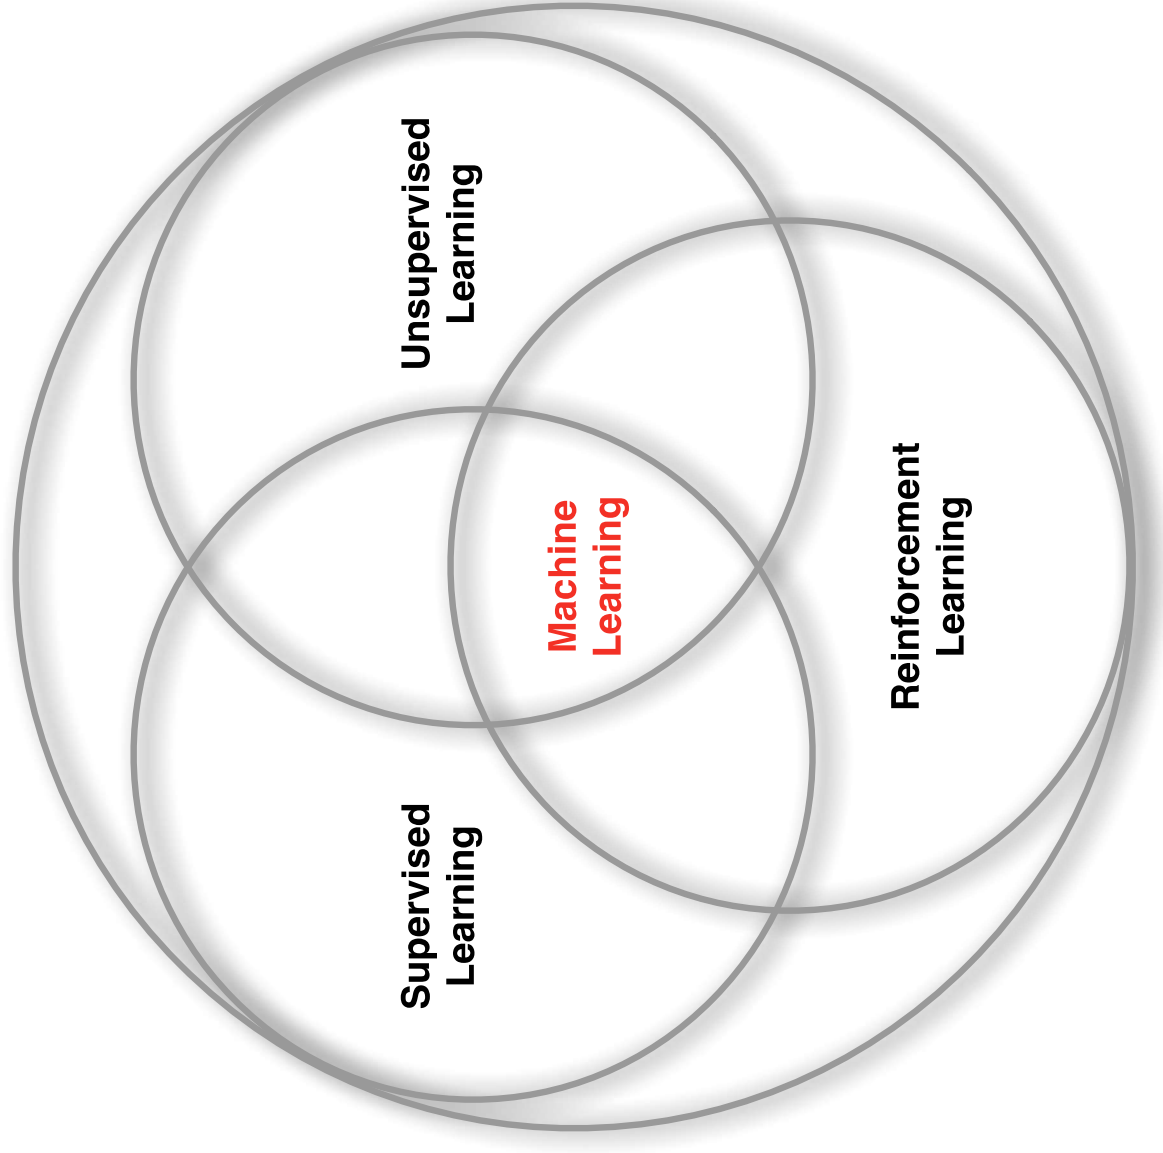 Supervised
Learning
Unsupervised
Learning
Machine
Learning
Reinforcement
Learning